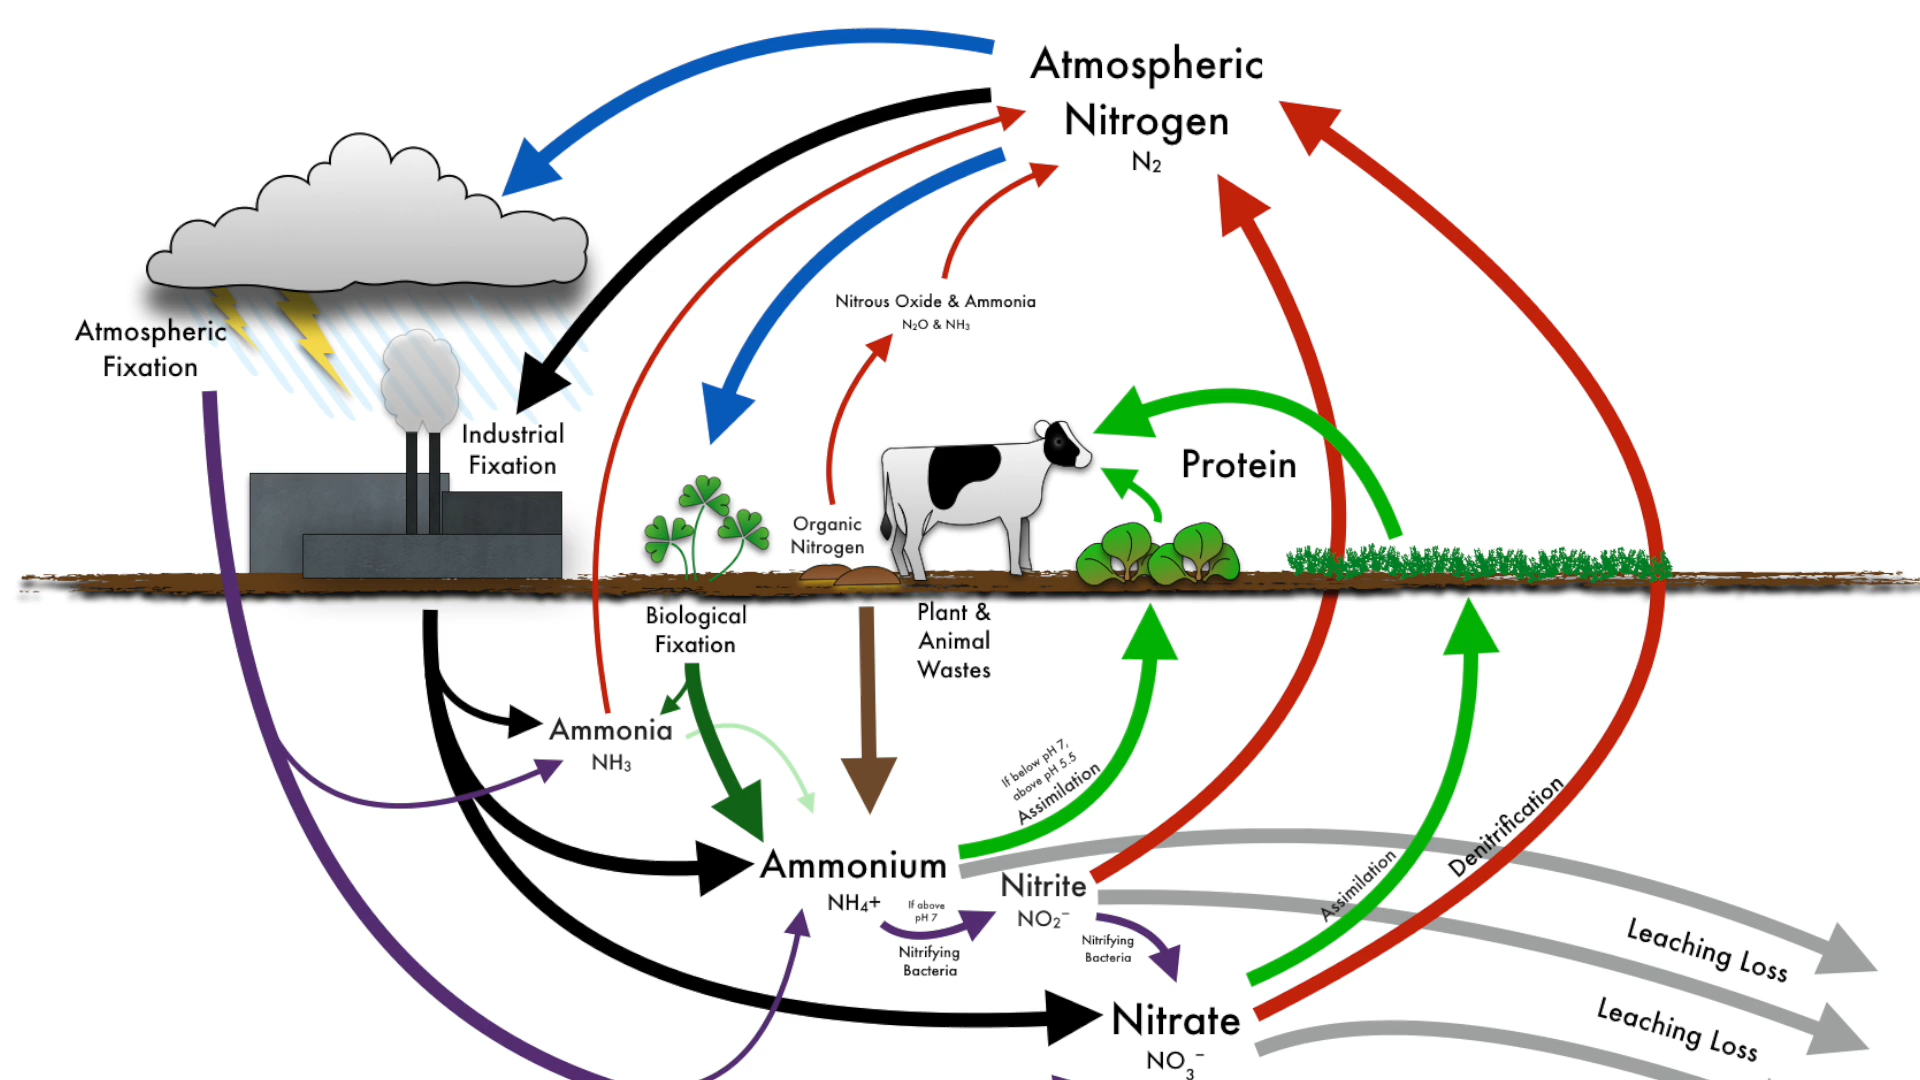 Atmospheric
Nitrogen
N₂
Nitrous Oxide & Ammonia
N₂O & NH₃
Atmospheric
Fixation
Industrial
Fixation
Protein
Organic
Nitrogen
Biological
Fixation
Plant &
Animal
Wastes
Ammonia
NH₃
If below pH 7,
above pH 5.5
Assimilation
Denitrification
Assimilation
Ammonium
NH₄+
If above
pH 7
Nitrifying
Bacteria
Nitrite
NO₂⁻
Nitrifying
Bacteria
Leaching Loss
Leaching Loss
Nitrate
NO₃⁻